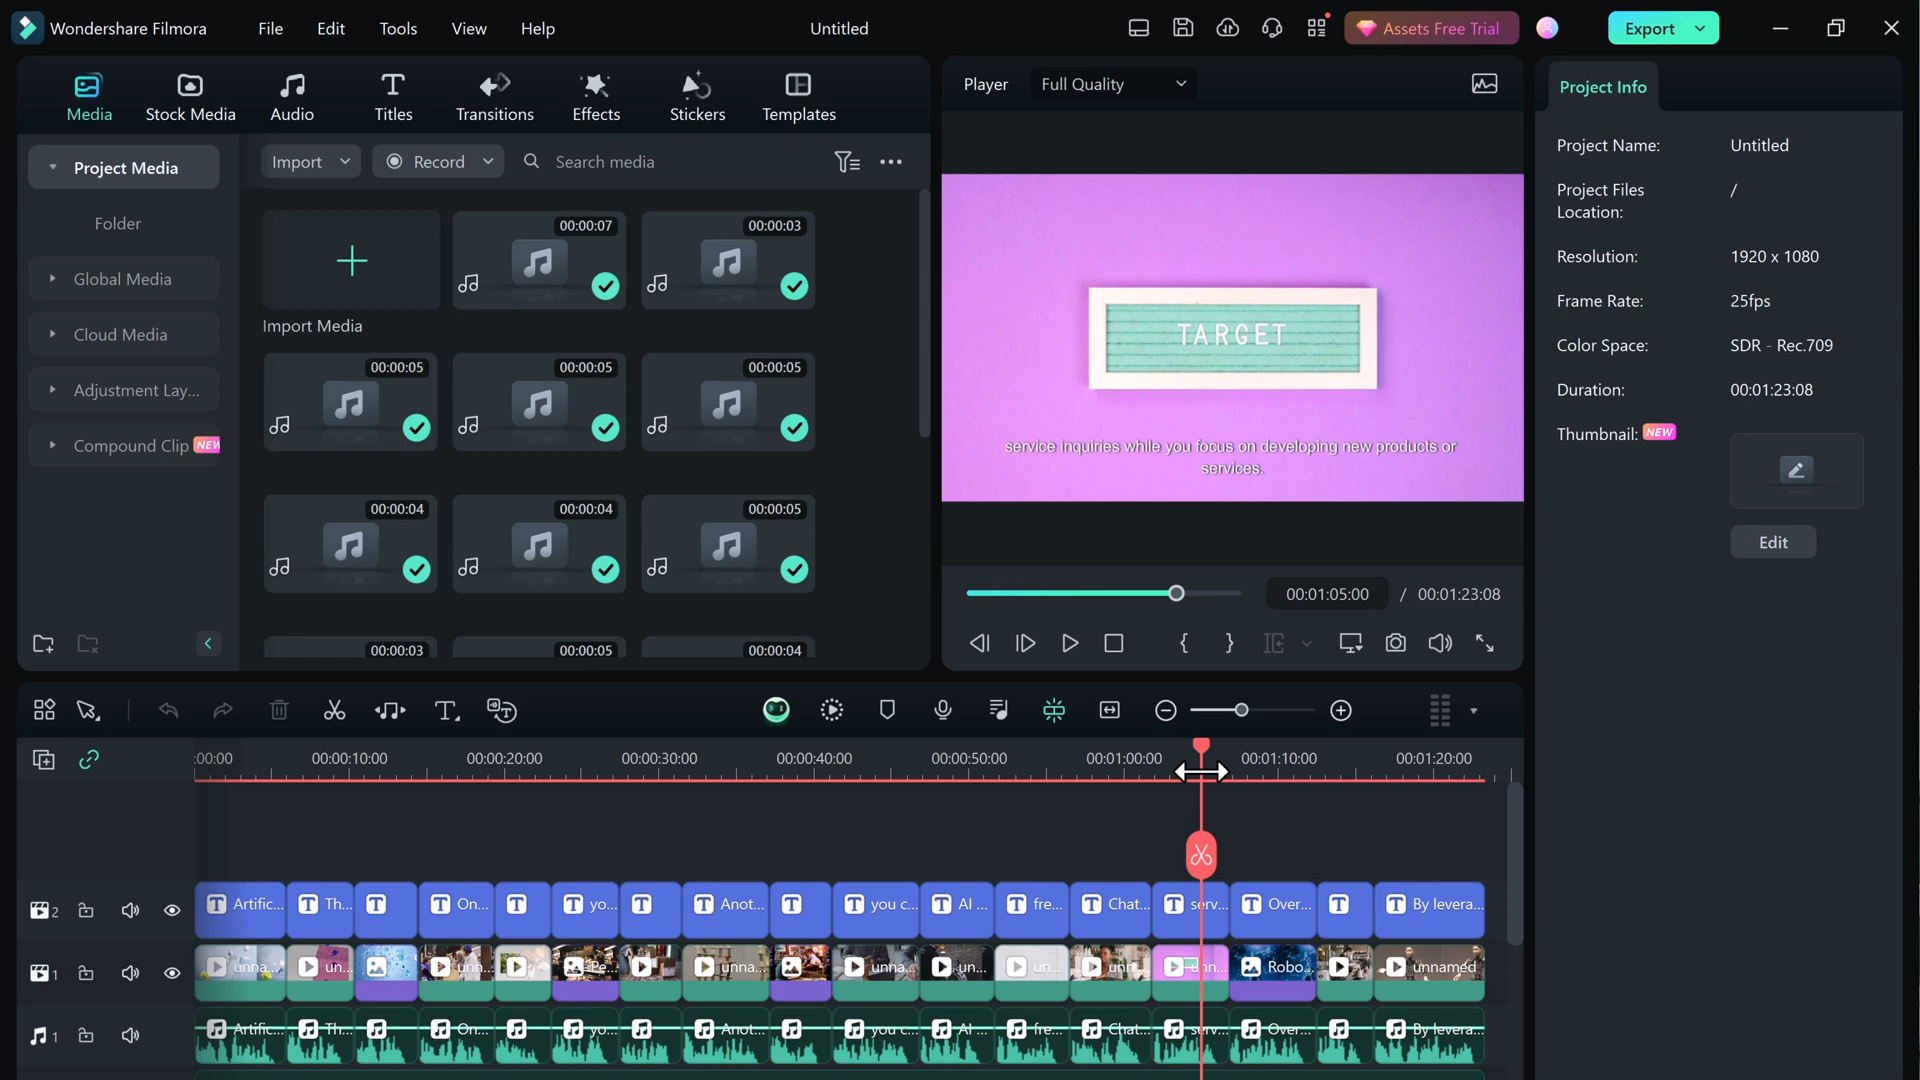 Wondershare Filmora
File
Edit
Tools
View
Help
Untitled
Assets Free Trial
Export
Media
Stock Media
Audio
Titles
Transitions
Effects
Stickers
Templates
Player
Full Quality
Project Info
Project Media
Folder
Global Media
Cloud Media
Adjustment Lay...
Compound Clip NEW
Import
Record
Search media
00:00:07
00:00:03
Import Media
00:00:05
00:00:05
00:00:05
00:00:04
00:00:04
00:00:05
00:00:03
00:00:05
00:00:04
TARGET
service inquiries while you focus on developing new products or
services.
00:01:05:00 / 00:01:23:08
Project Name: Untitled
Project Files
Location: /
Resolution: 1920 x 1080
Frame Rate: 25fps
Color Space: SDR - Rec.709
Duration: 00:01:23:08
Thumbnail: NEW
Edit
:00:00 00:00:10:00 00:00:20:00 00:00:30:00 00:00:40:00 00:00:50:00 00:01:00:00 00:01:10:00 00:01:20:00
2 Artific... Th... On... yo... Anot... you c... AI ... fre... Chat... serv... Over... By levera...
1 unna... un... unn... Pe... unna... unna... un... un... unn... unn... Robo... unnamed
1 Artific... Th... On... yo... Anot... you c... AI ... fre... Chat... serv... Over... By levera...